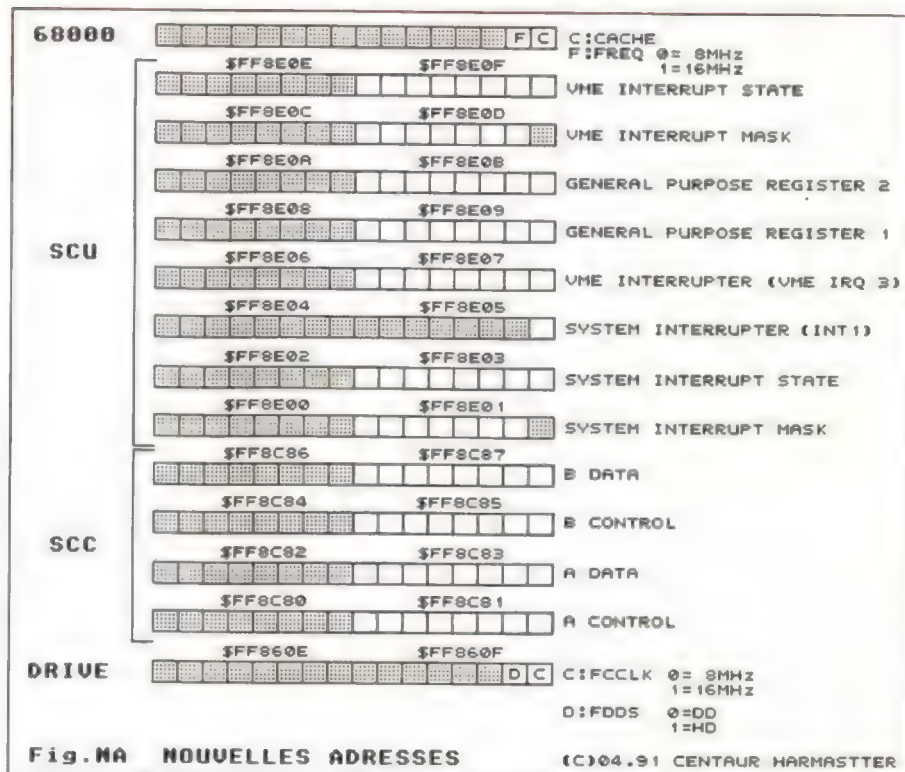 68000 F C C:CACHE
F:FREQ 0= 8MHz
1=16MHz
$FF8E0E $FF8E0F
VME INTERRUPT STATE
$FF8E0C $FF8E0D
VME INTERRUPT MASK
$FF8E0A $FF8E0B
GENERAL PURPOSE REGISTER 2
$FF8E08 $FF8E09
GENERAL PURPOSE REGISTER 1
SCU
$FF8E06 $FF8E07
VME INTERRUPTER (VME IRQ 3)
$FF8E04 $FF8E05
SYSTEM INTERRUPTER (INT1)
$FF8E02 $FF8E03
SYSTEM INTERRUPT STATE
$FF8E00 $FF8E01
SYSTEM INTERRUPT MASK
$FF8C86 $FF8C87
B DATA
$FF8C84 $FF8C85
B CONTROL
SCC
$FF8C82 $FF8C83
A DATA
$FF8C80 $FF8C81
A CONTROL
$FF860E $FF860F
DRIVE D C C:FCCLK 0= 8MHz
1=16MHz
D:FDDS 0=DD
1=HD
Fig.MA NOUVELLES ADRESSES (C)04.91 CENTAUR HARMASTTER